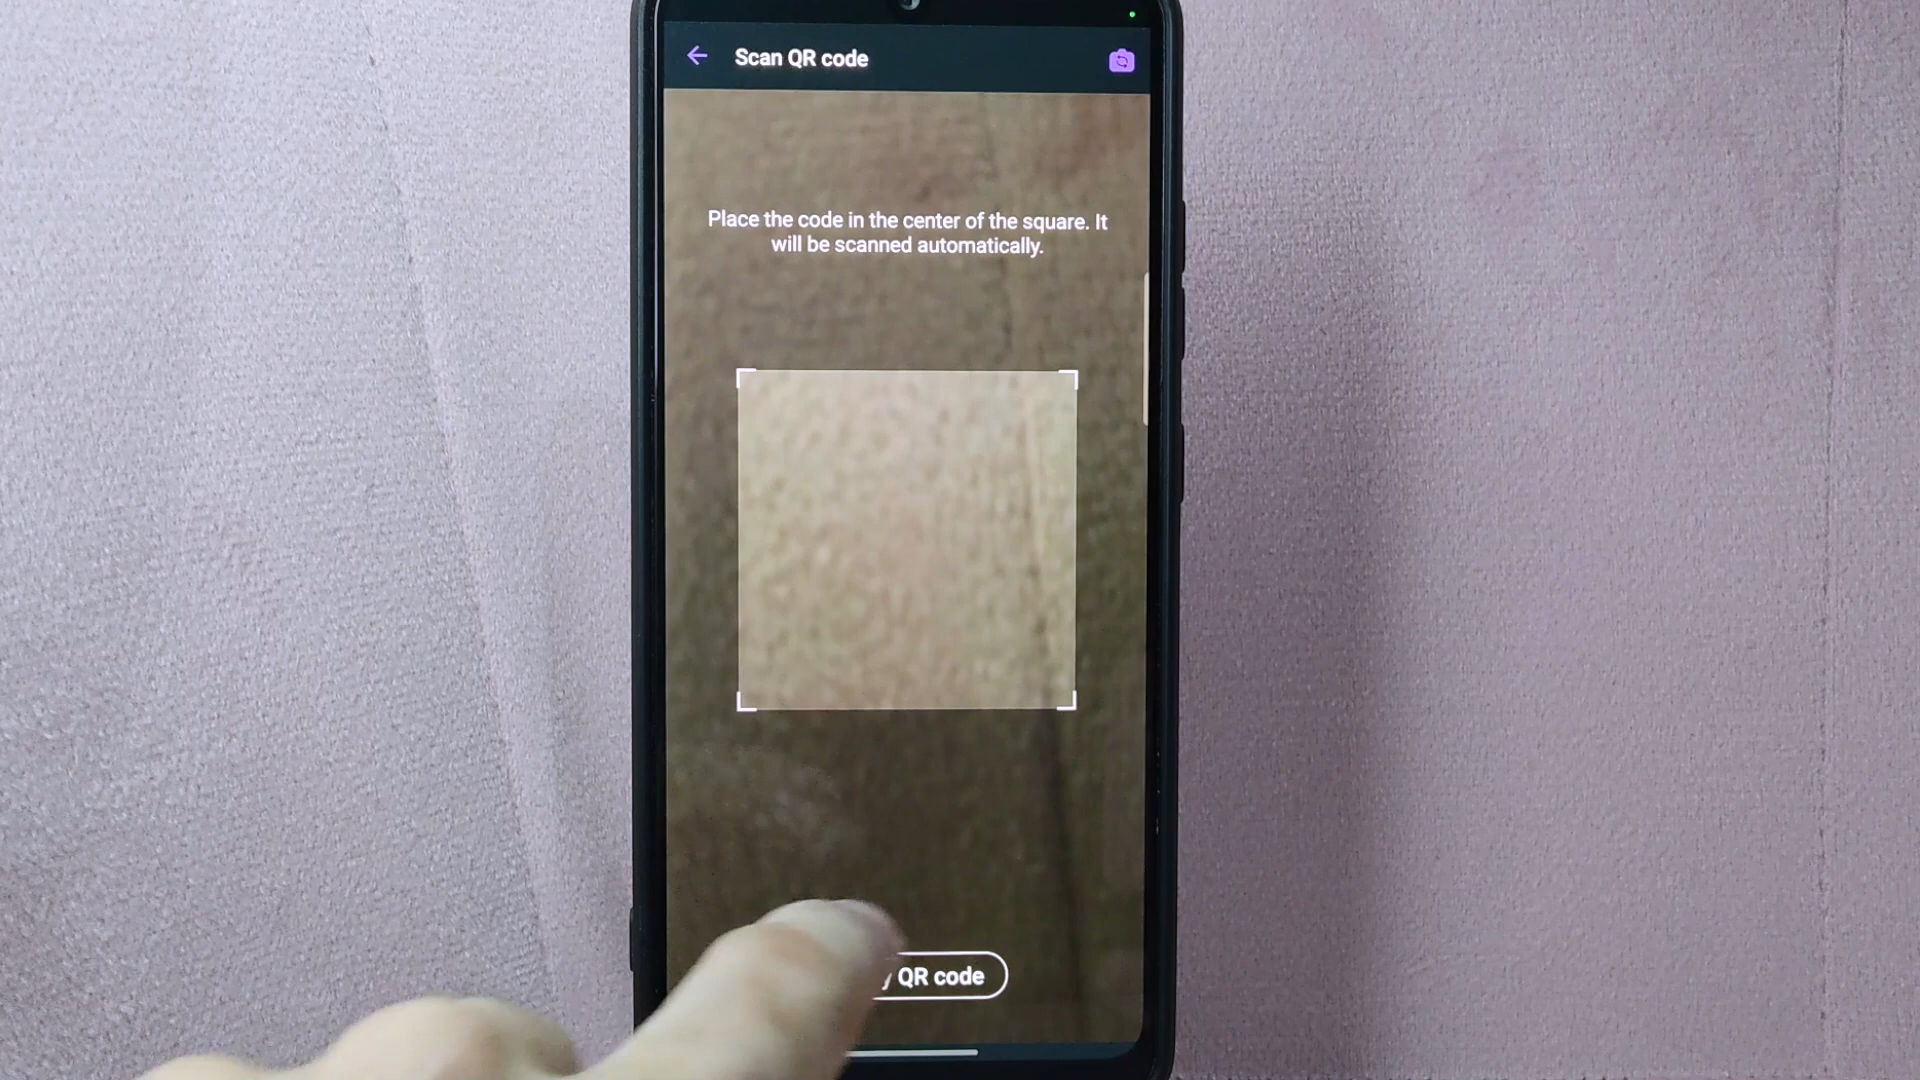 Scan QR code
Place the code in the center of the square. It
will be scanned automatically.
QR code